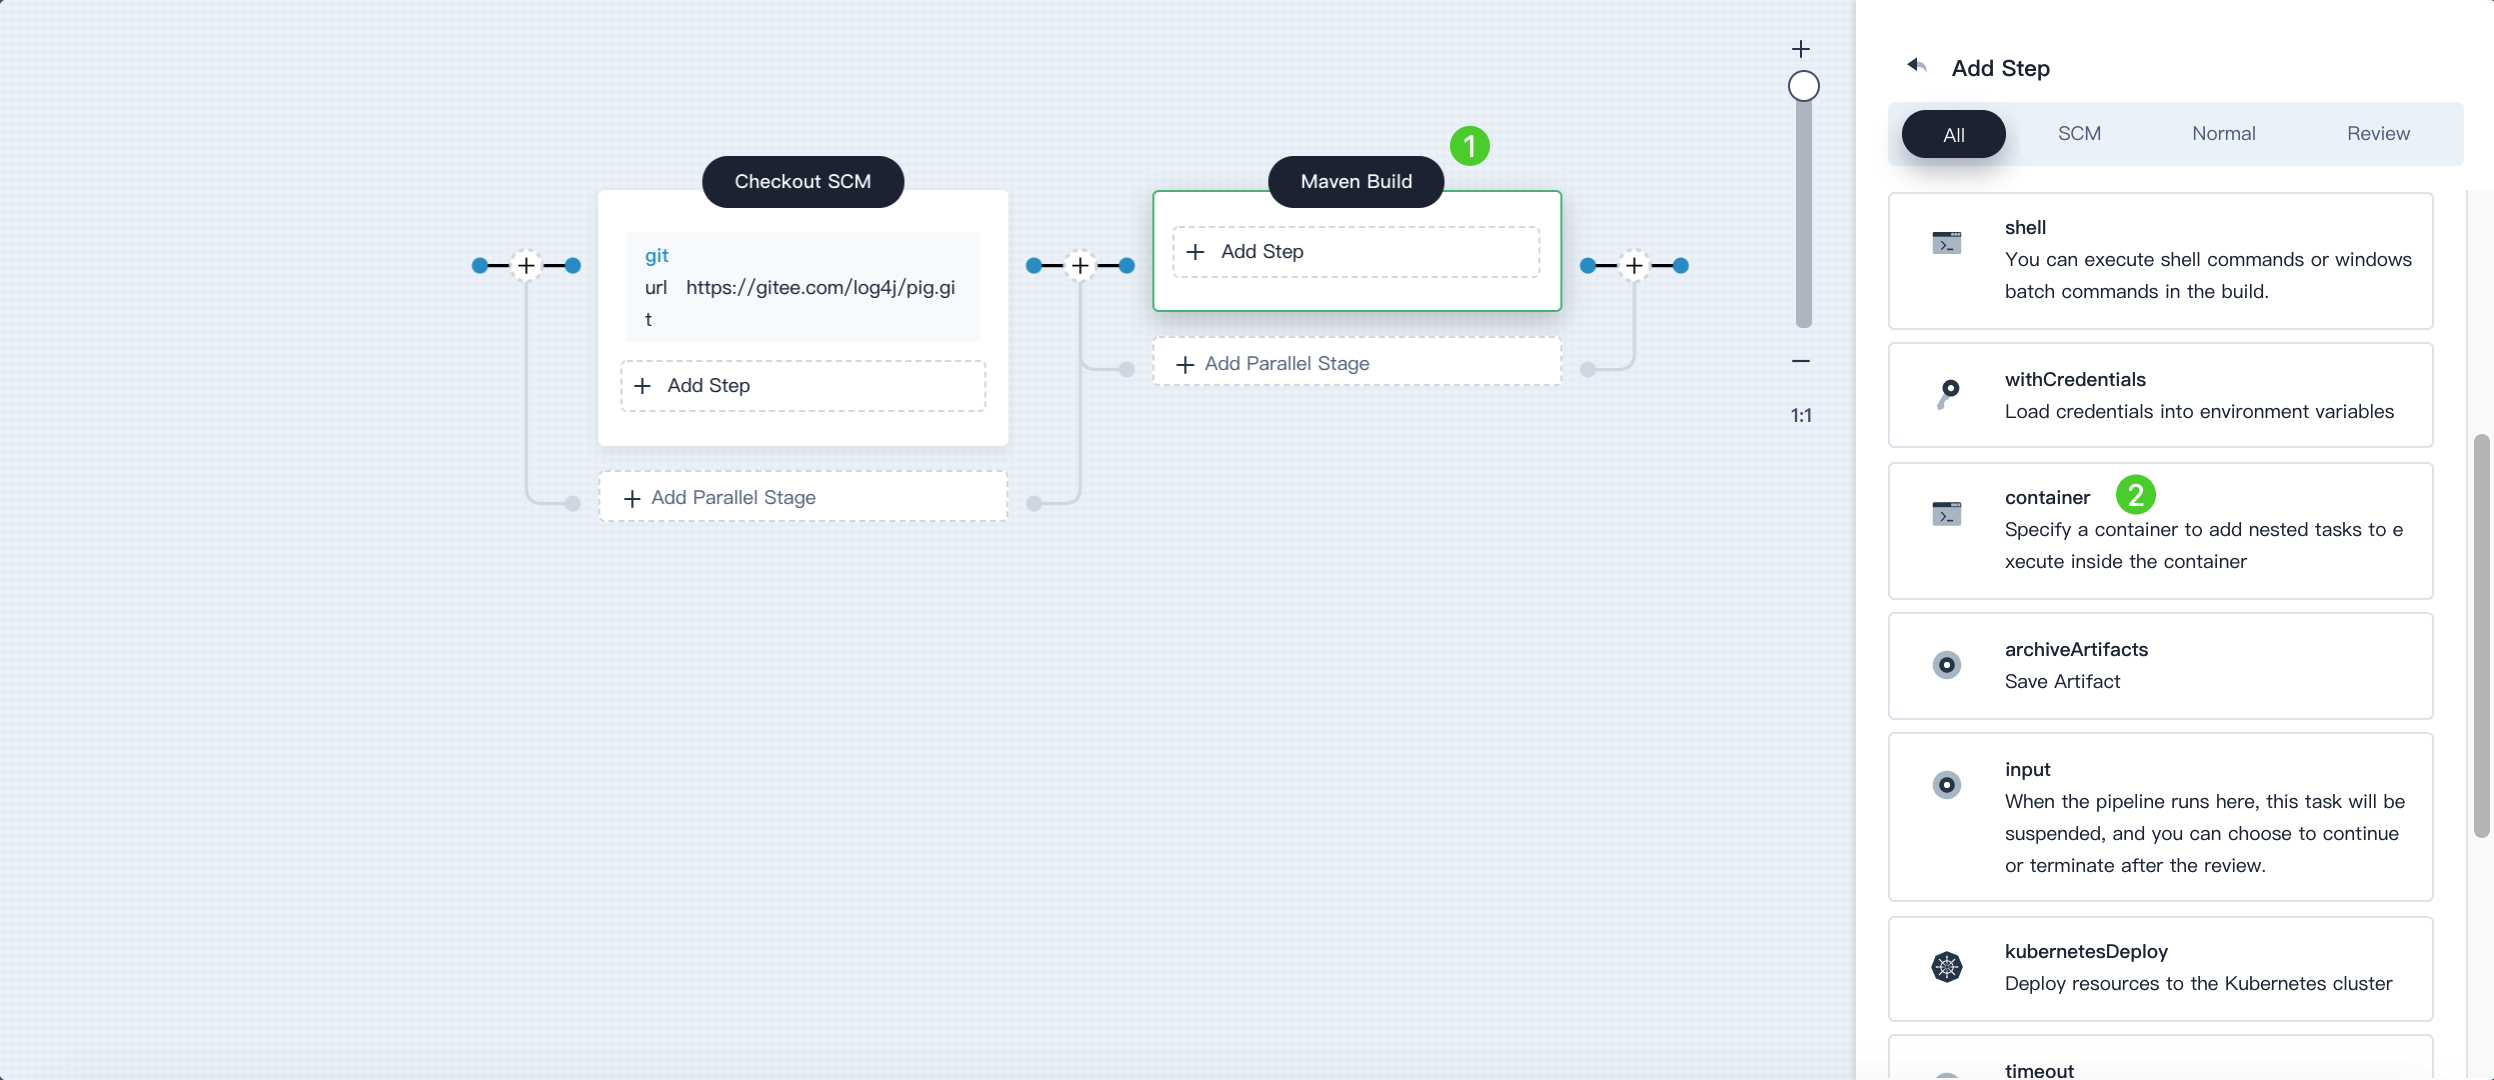 Checkout SCM
git
url https://gitee.com/log4j/pig.gi
t
+ Add Step
+ Add Parallel Stage
1
Maven Build
+ Add Step
+ Add Parallel Stage
1:1
Add Step
All SCM Normal Review
shell
You can execute shell commands or windows
batch commands in the build.
withCredentials
Load credentials into environment variables
container 2
Specify a container to add nested tasks to e
xecute inside the container
archiveArtifacts
Save Artifact
input
When the pipeline runs here, this task will be
suspended, and you can choose to continue
or terminate after the review.
kubernetesDeploy
Deploy resources to the Kubernetes cluster
timeout